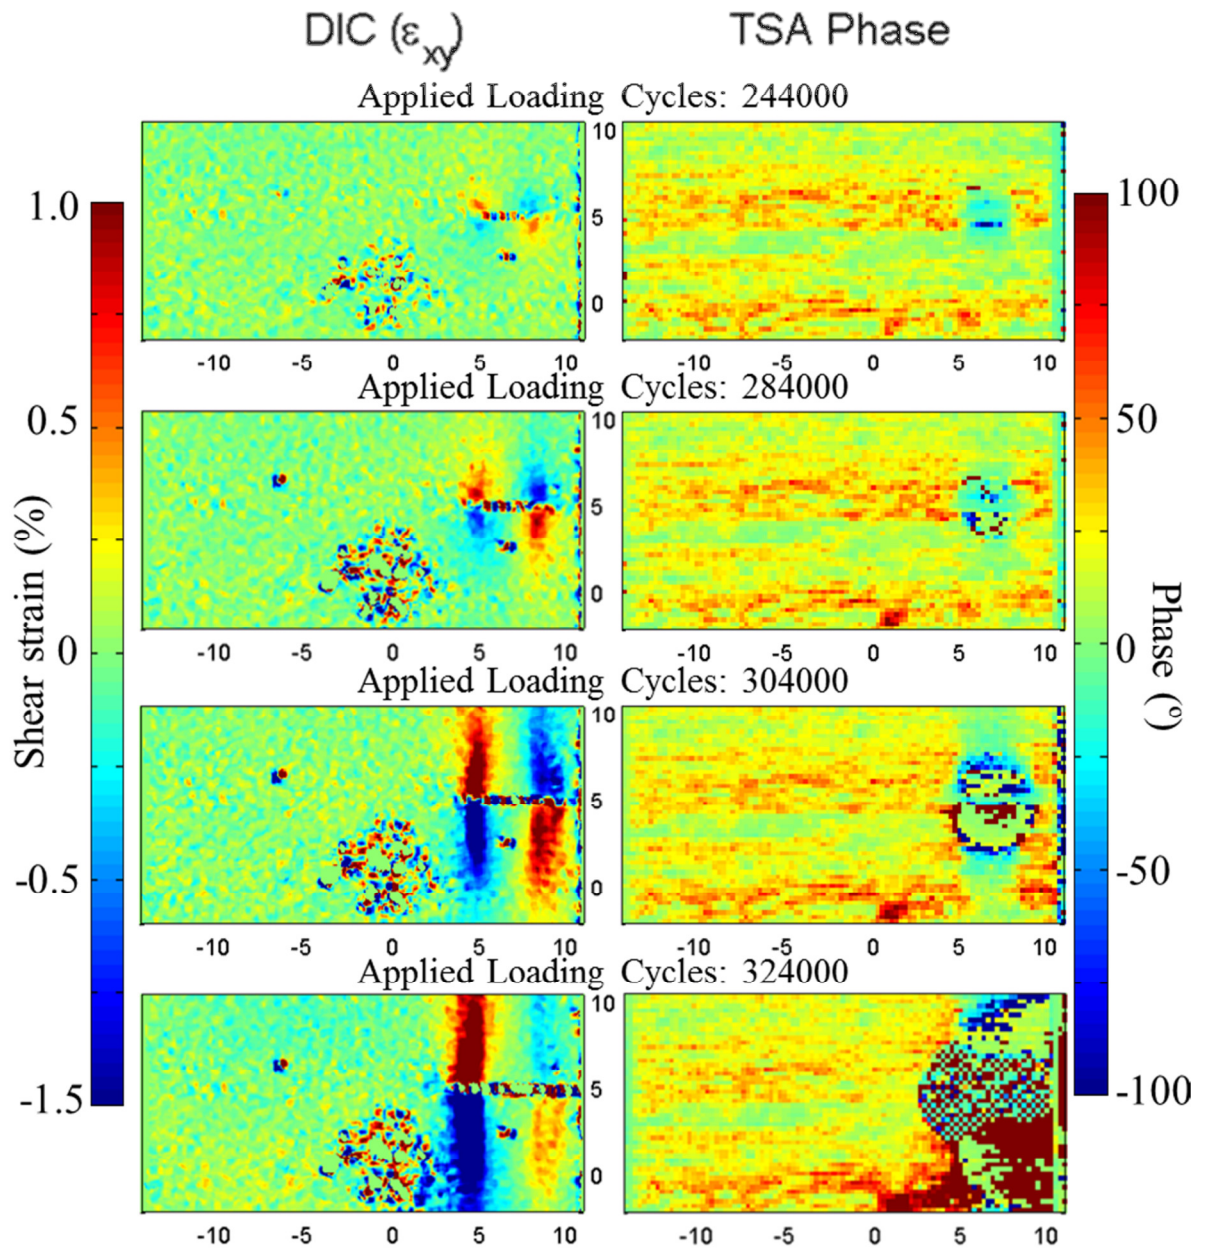 DIC (εxy) TSA Phase
Applied Loading Cycles: 244000
1.0 0.5 0 -0.5 -1.5
Shear strain (%)
10 5 0
-10 -5 0 5 10 -10 -5 0 5 10
Applied Loading Cycles: 284000
10 5 0
-10 -5 0 5 10 -10 -5 0 5 10
Applied Loading Cycles: 304000
10 5 0
-10 -5 0 5 10 -10 -5 0 5 10
Applied Loading Cycles: 324000
10 5 0
-10 -5 0 5 10 -10 -5 0 5 10
100 50 0 -50 -100
Phase (º)